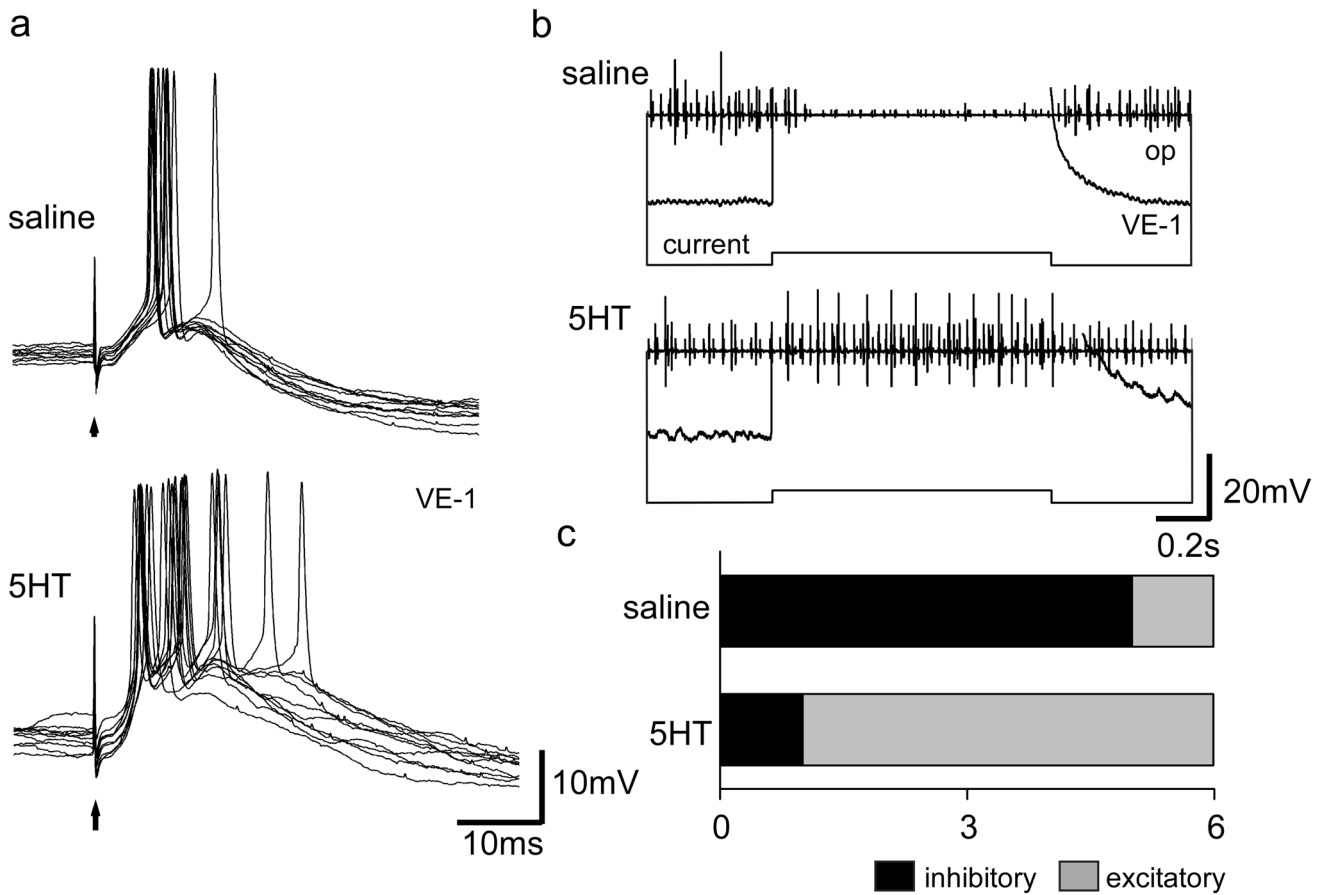 a
saline
VE-1
5HT
10mV
10ms
b
saline
op
VE-1
current
5HT
20mV
0.2s
c
saline
5HT
0 3 6
inhibitory excitatory